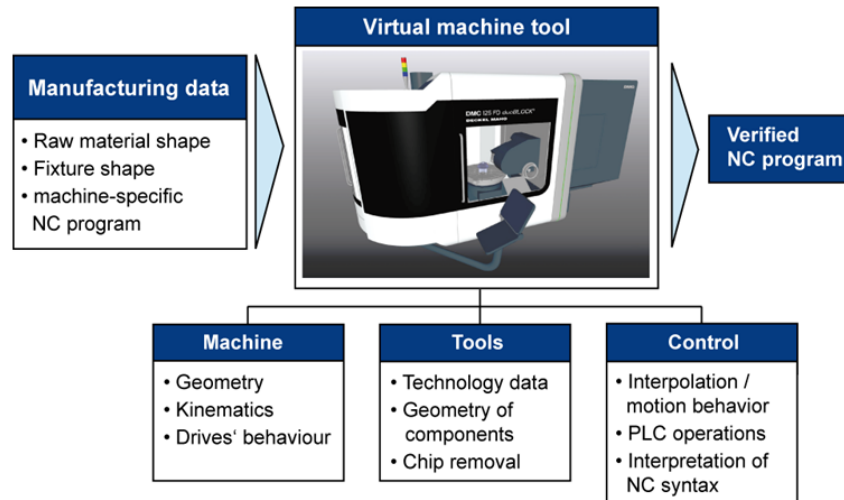 Virtual machine tool
Manufacturing data
• Raw material shape
• Fixture shape
• machine-specific
NC program
DMC 125 FD duoBLOCK®
DECKEL MAHO
Verified
NC program
Machine
• Geometry
• Kinematics
• Drives‘ behaviour
Tools
• Technology data
• Geometry of
components
• Chip removal
Control
• Interpolation /
motion behavior
• PLC operations
• Interpretation of
NC syntax